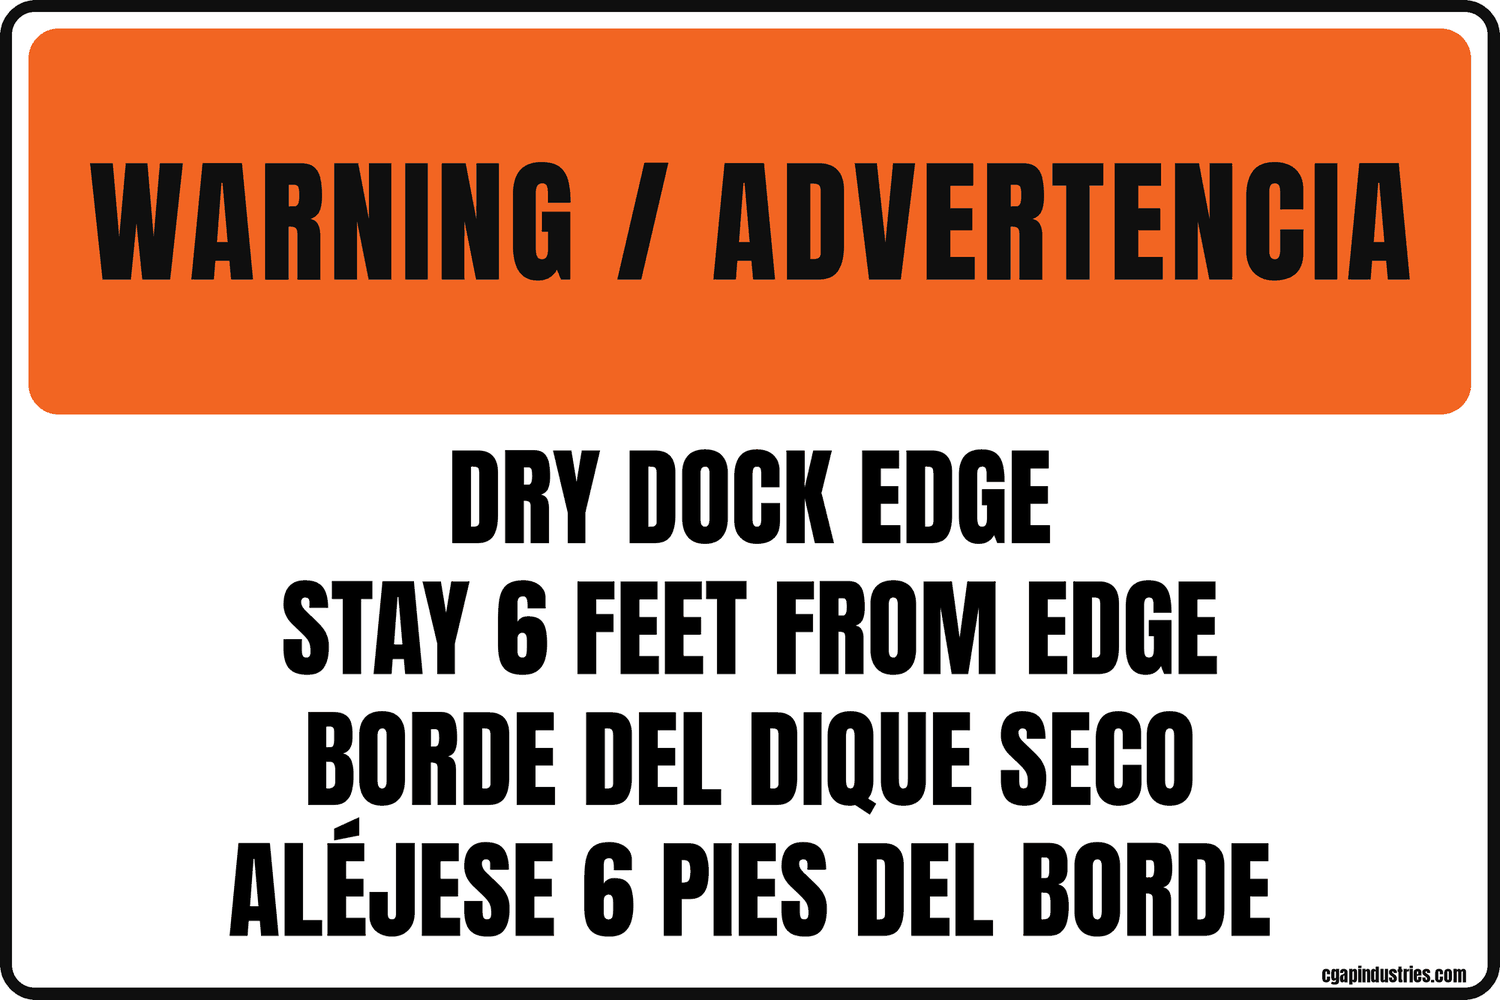 WARNING / ADVERTENCIA
DRY DOCK EDGE
STAY 6 FEET FROM EDGE
BORDE DEL DIQUE SECO
ALÉJESE 6 PIES DEL BORDE
cgapindustries.com